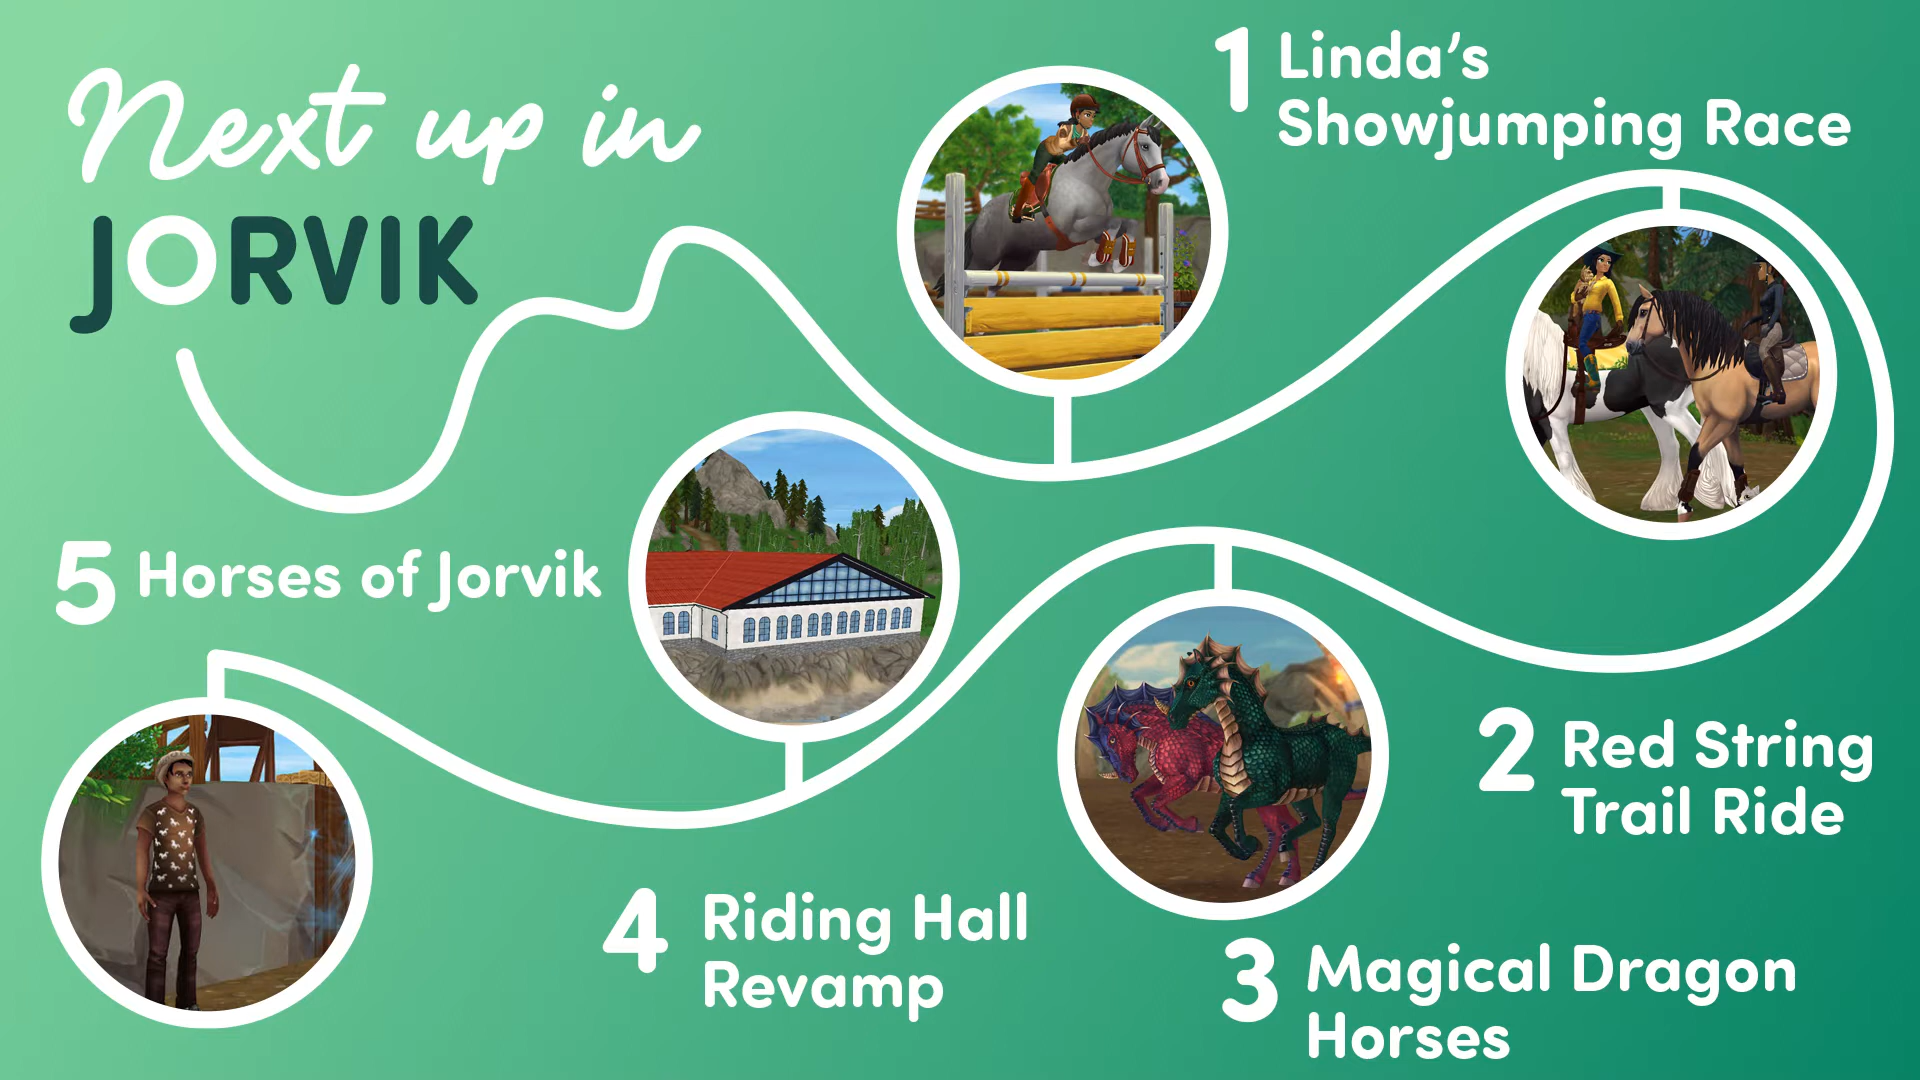 Next up in
JORVIK
1 Linda's
Showjumping Race
2 Red String
Trail Ride
3 Magical Dragon
Horses
4 Riding Hall
Revamp
5 Horses of Jorvik